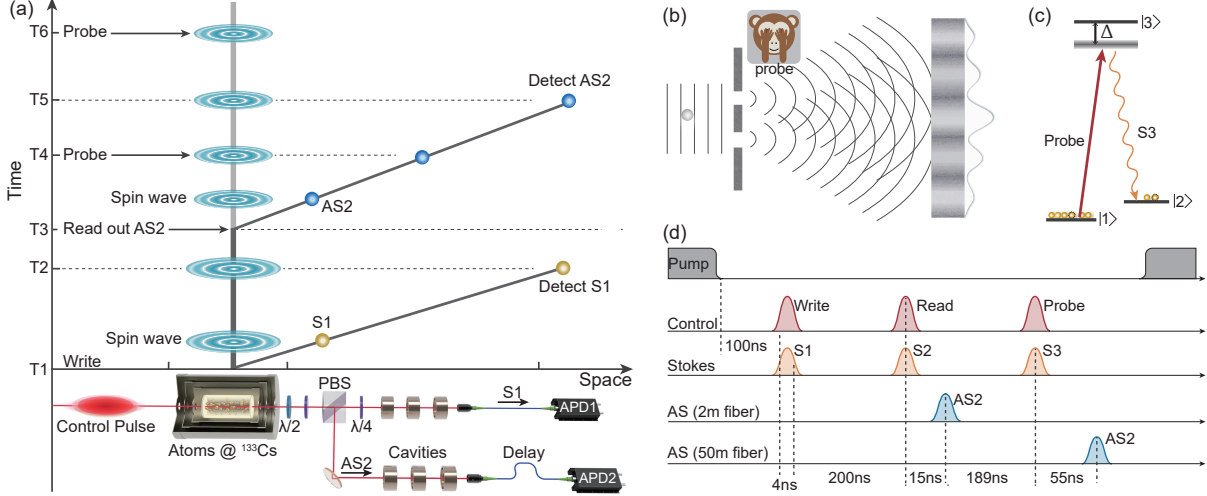 (a)
T6
Probe
Detect AS2
T5
T4
Probe
Time
Spin wave
AS2
T3
Read out AS2
T2
Detect S1
S1
Spin wave
T1
Write
Space
PBS
S1
APD1
Control Pulse
λ/2
λ/4
Atoms @ ¹³³Cs
AS2
Cavities
Delay
APD2
(b)
probe
(c)
|3>
Δ
Probe
S3
|2>
|1>
(d)
Pump
Write
Read
Probe
Control
100ns
S1
S2
S3
Stokes
AS2
AS (2m fiber)
AS2
AS (50m fiber)
200ns
15ns
189ns
55ns
4ns